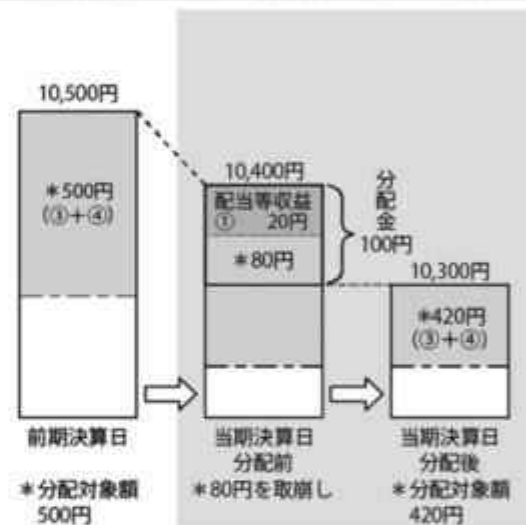 10,500円
＊500円
(③＋④)
前期決算日
＊分配対象額
500円
10,400円
配当等収益
① 20円
＊80円
分配金
100円
当期決算日
分配前
＊80円を取崩し
10,300円
＊420円
(③＋④)
当期決算日
分配後
＊分配対象額
420円